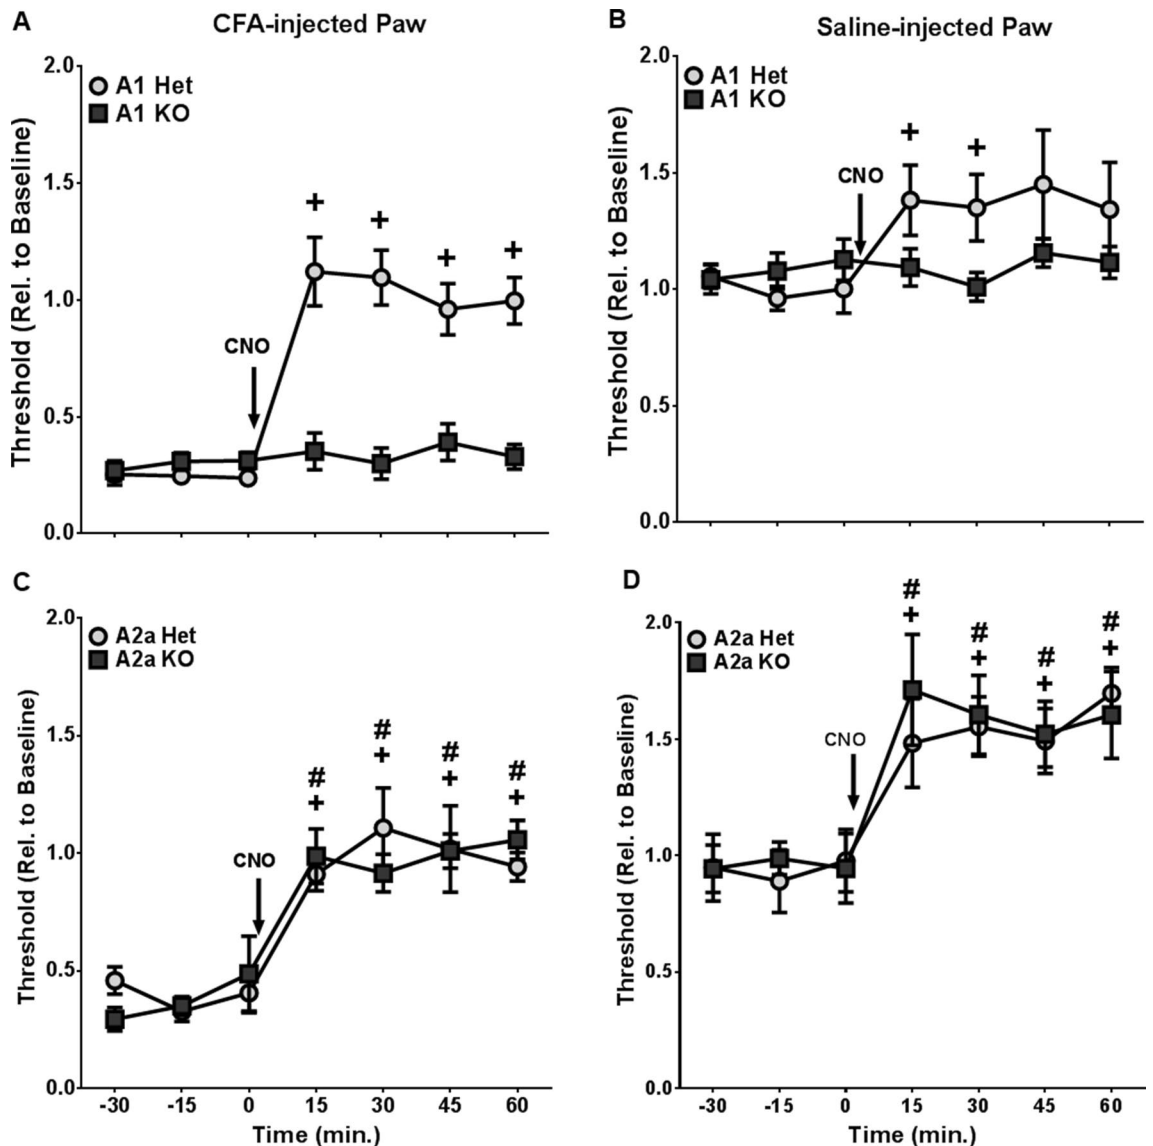 A
CFA-injected Paw
2.0
A1 Het
A1 KO
1.5
1.0
0.5
0.0
Threshold (Rel. to Baseline)
CNO
+
+
+
+
B
Saline-injected Paw
2.0
A1 Het
A1 KO
1.5
1.0
0.5
0.0
Threshold (Rel. to Baseline)
CNO
+
+
C
2.0
A2a Het
A2a KO
1.5
1.0
0.5
0.0
Threshold (Rel. to Baseline)
CNO
#
+
#
+
#
+
#
+
-30 -15 0 15 30 45 60
Time (min.)
D
2.0
A2a Het
A2a KO
1.5
1.0
0.5
0.0
Threshold (Rel. to Baseline)
CNO
#
+
#
+
#
+
#
+
-30 -15 0 15 30 45 60
Time (min.)